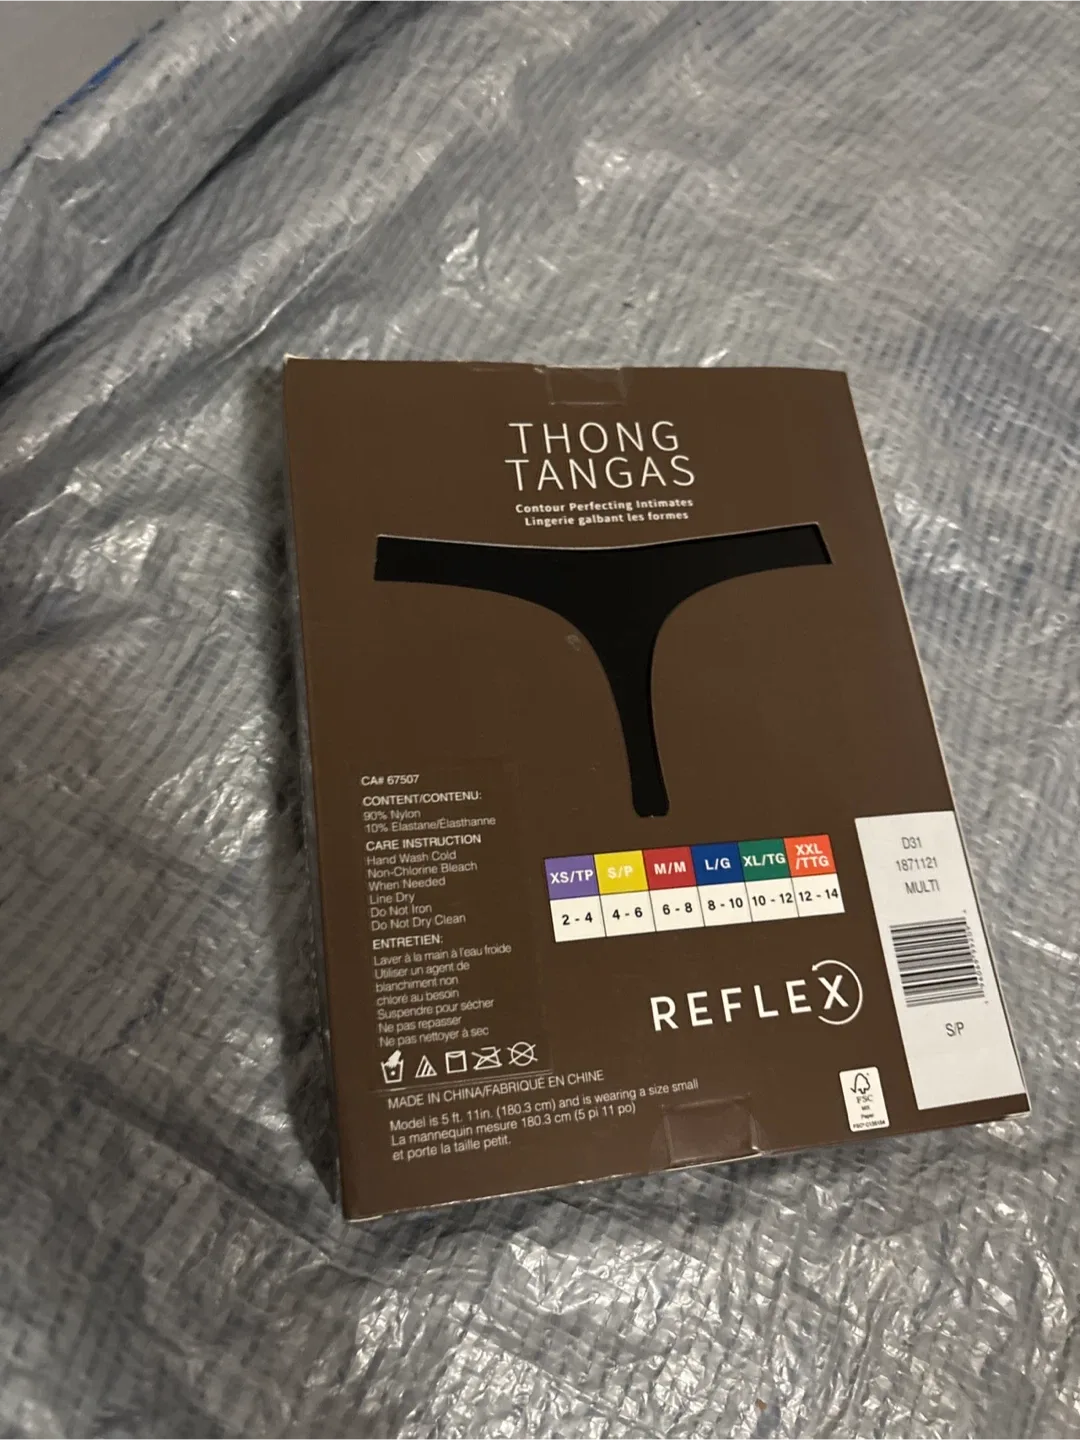 THONG
TANGAS
Contour Perfecting Intimates
Lingerie galbant les formes
CA# 67507
CONTENT/CONTENU:
90% Nylon
10% Elastane/Élasthanne
CARE INSTRUCTION
Hand Wash Cold
Non-Chlorine Bleach
When Needed
Line Dry
Do Not Iron
Do Not Dry Clean
ENTRETIEN:
Laver à la main à l'eau froide
Utiliser un agent de
blanchiment non
chloré au besoin
Suspendre pour sécher
Ne pas repasser
Ne pas nettoyer à sec
MADE IN CHINA/FABRIQUÉ EN CHINE
Model is 5 ft. 11in. (180.3 cm) and is wearing a size small
La mannequin mesure 180.3 cm (5 pi 11 po)
et porte la taille petit.
XS/TP S/P M/M L/G XL/TG XXL
/TTG
2 - 4 4 - 6 6 - 8 8 - 10 10 - 12 12 - 14
REFLEX
D31
1871121
MULTI
S/P
FSC
MIX
Paper